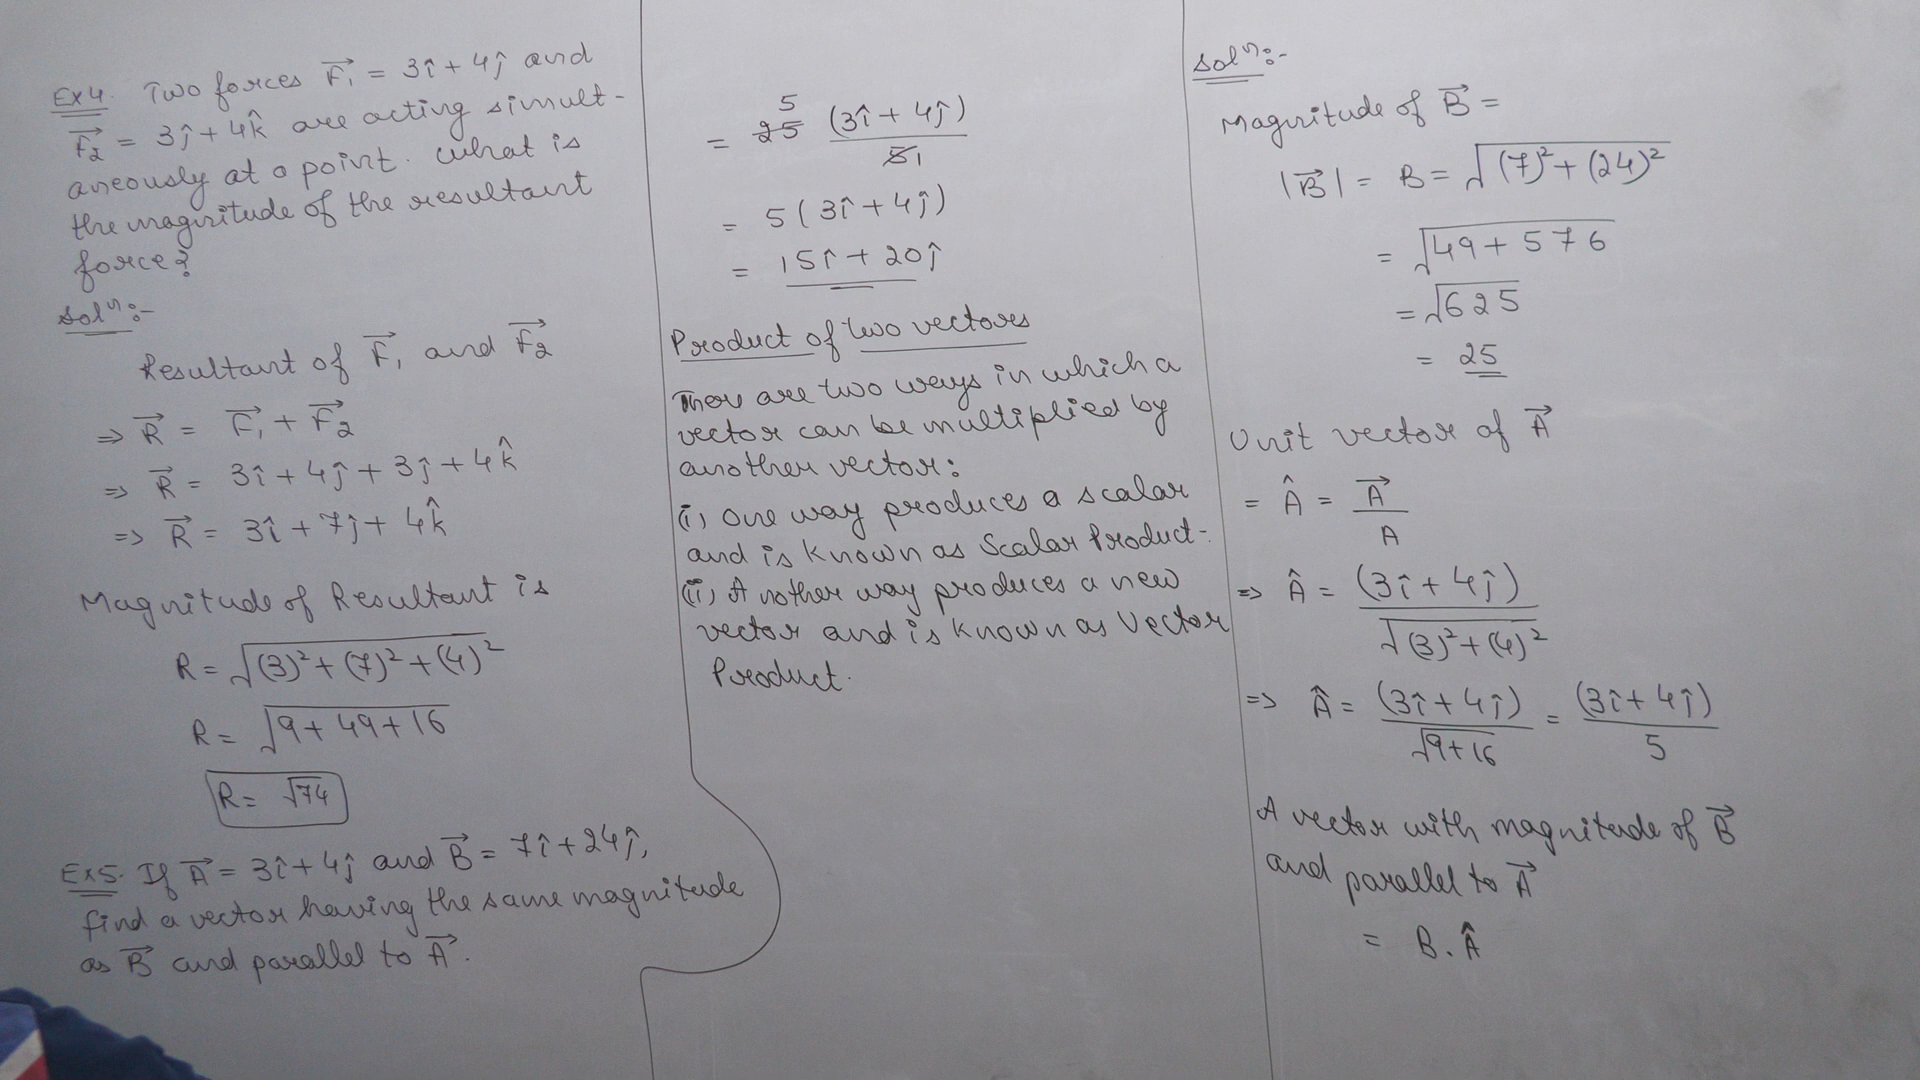 Ex4. Two forces F⃗₁ = 3î + 4ĵ and
F⃗₂ = 3ĵ + 4k̂ are acting simult-
aneously at a point. What is
the magnitude of the resultant
force?
Solⁿ:-
Resultant of F⃗₁ and F⃗₂
⇒ R⃗ = F⃗₁ + F⃗₂
⇒ R⃗ = 3î + 4ĵ + 3ĵ + 4k̂
⇒ R⃗ = 3î + 7ĵ + 4k̂
Magnitude of Resultant is
R = √(3)² + (7)² + (4)²
R = √9 + 49 + 16
R = √74
Ex5. If A⃗ = 3î + 4ĵ and B⃗ = 7î + 24ĵ,
find a vector having the same magnitude
as B⃗ and parallel to A⃗.
Solⁿ:-
Magnitude of B⃗ =
|B⃗| = B = √(7)² + (24)²
= √49 + 576
= √625
= 25
Unit vector of A⃗
= Â = A⃗ / A
⇒ Â = (3î + 4ĵ) / √(3)² + (4)²
⇒ Â = (3î + 4ĵ) / √9 + 16 = (3î + 4ĵ) / 5
A vector with magnitude of B⃗
and parallel to A⃗
= B . Â
5
= 25 (3î + 4ĵ) / 5 1
= 5 (3î + 4ĵ)
= 15î + 20ĵ
Product of two vectors
There are two ways in which a
vector can be multiplied by
another vector:
(i) One way produces a scalar
and is known as Scalar Product-
(ii) Another way produces a new
vector and is known as Vector
Product.